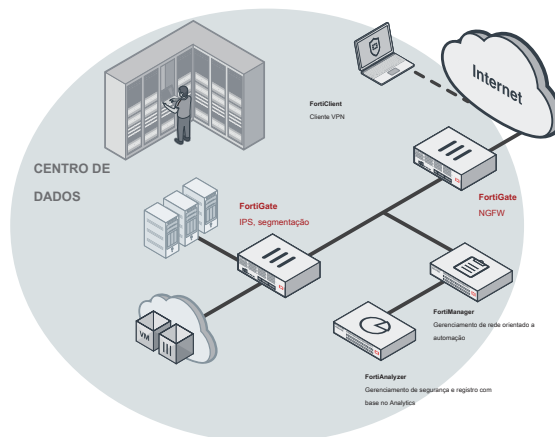 Internet
FortiClient
Cliente VPN
CENTRO DE
DADOS
FortiGate
NGFW
FortiGate
IPS, segmentação
VM
FortiManager
Gerenciamento de rede orientado a
automação
FortiAnalyzer
Gerenciamento de segurança e registro com
base no Analytics